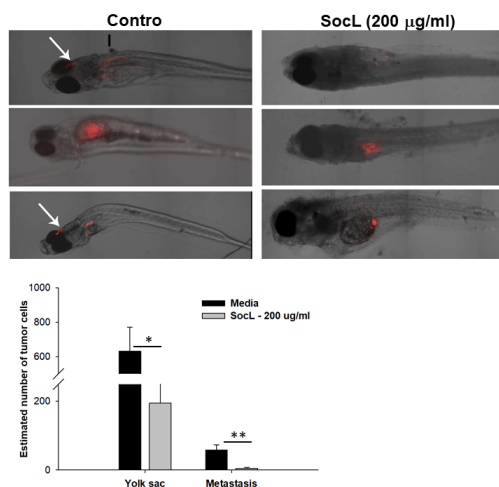 Contro
l
SocL (200 μg/ml)
Estimated number of tumor cells
1000
800
600
200
0
Media
SocL - 200 ug/ml
*
**
Yolk sac
Metastasis